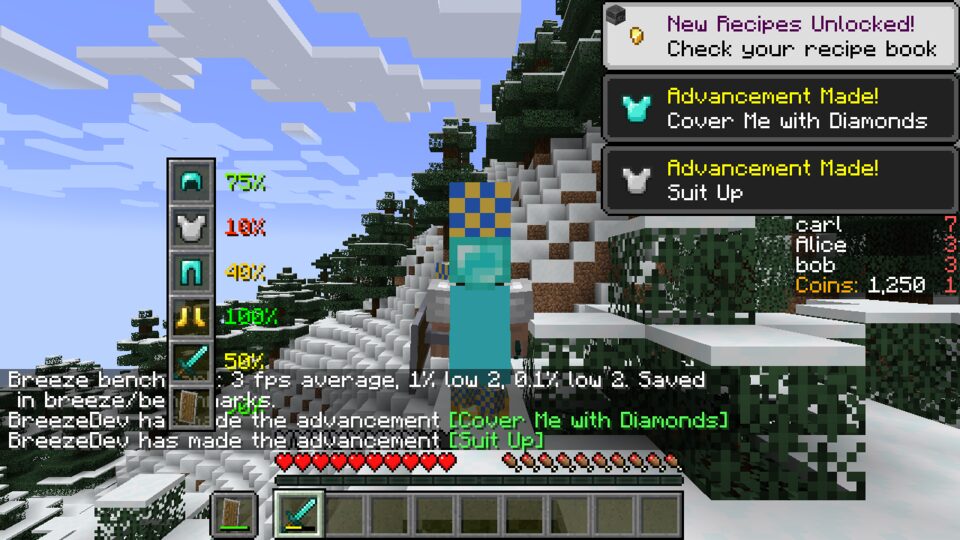 New Recipes Unlocked!
Check your recipe book
Advancement Made!
Cover Me with Diamonds
Advancement Made!
Suit Up
carl 7
Alice 3
bob 3
Coins: 1,250 1
75%
10%
40%
100%
50%
Breeze bench : 3 fps average, 1% low 2, 0.1% low 2. Saved
in breeze/be arks.
BreezeDev ha de the advancement [Cover Me with Diamonds]
BreezeDev has made the advancement [Suit Up]